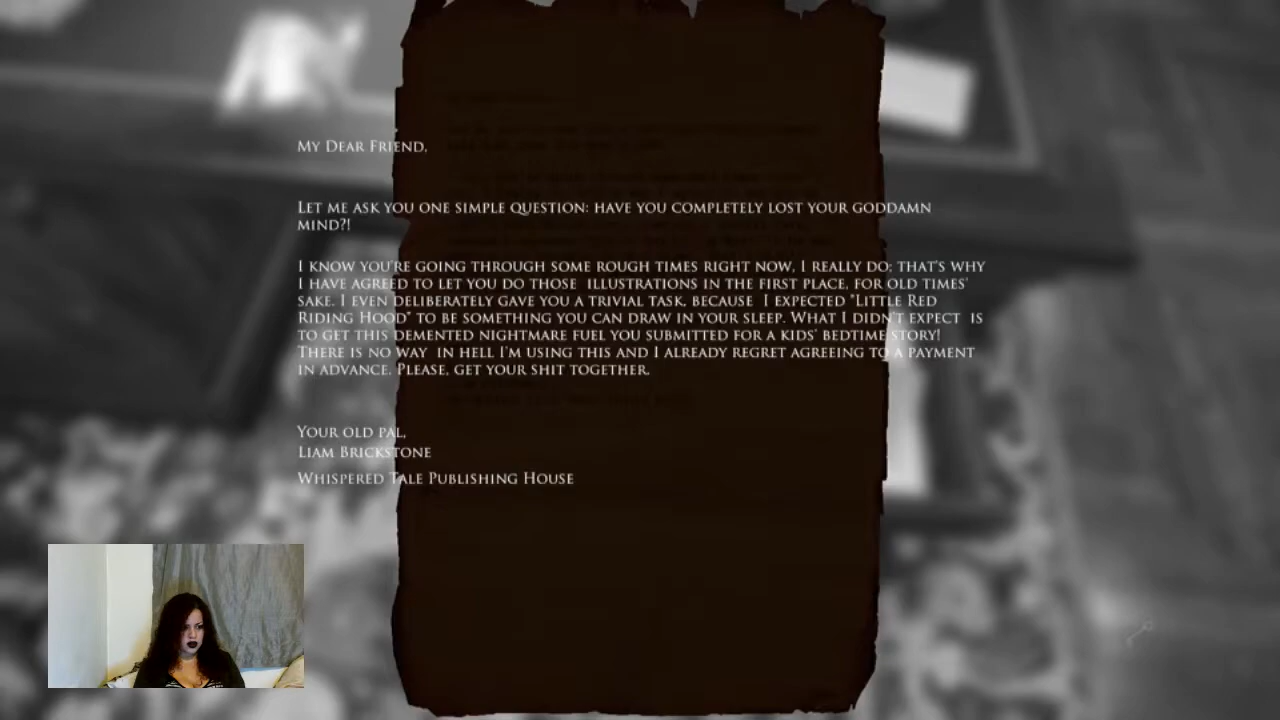 My Dear Friend,
Let me ask you one simple question: have you completely lost your goddamn
mind?!
I know you're going through some rough times right now, I really do; that's why
I have agreed to let you do those illustrations in the first place, for old times'
sake. I even deliberately gave you a trivial task, because I expected "Little Red
Riding Hood" to be something you can draw in your sleep. What I didn't expect is
to get this demented nightmare fuel you submitted for a kids' bedtime story!
There is no way in hell I'm using this and I already regret agreeing to a payment
in advance. Please, get your shit together.
Your old pal,
Liam Brickstone
Whispered Tale Publishing House